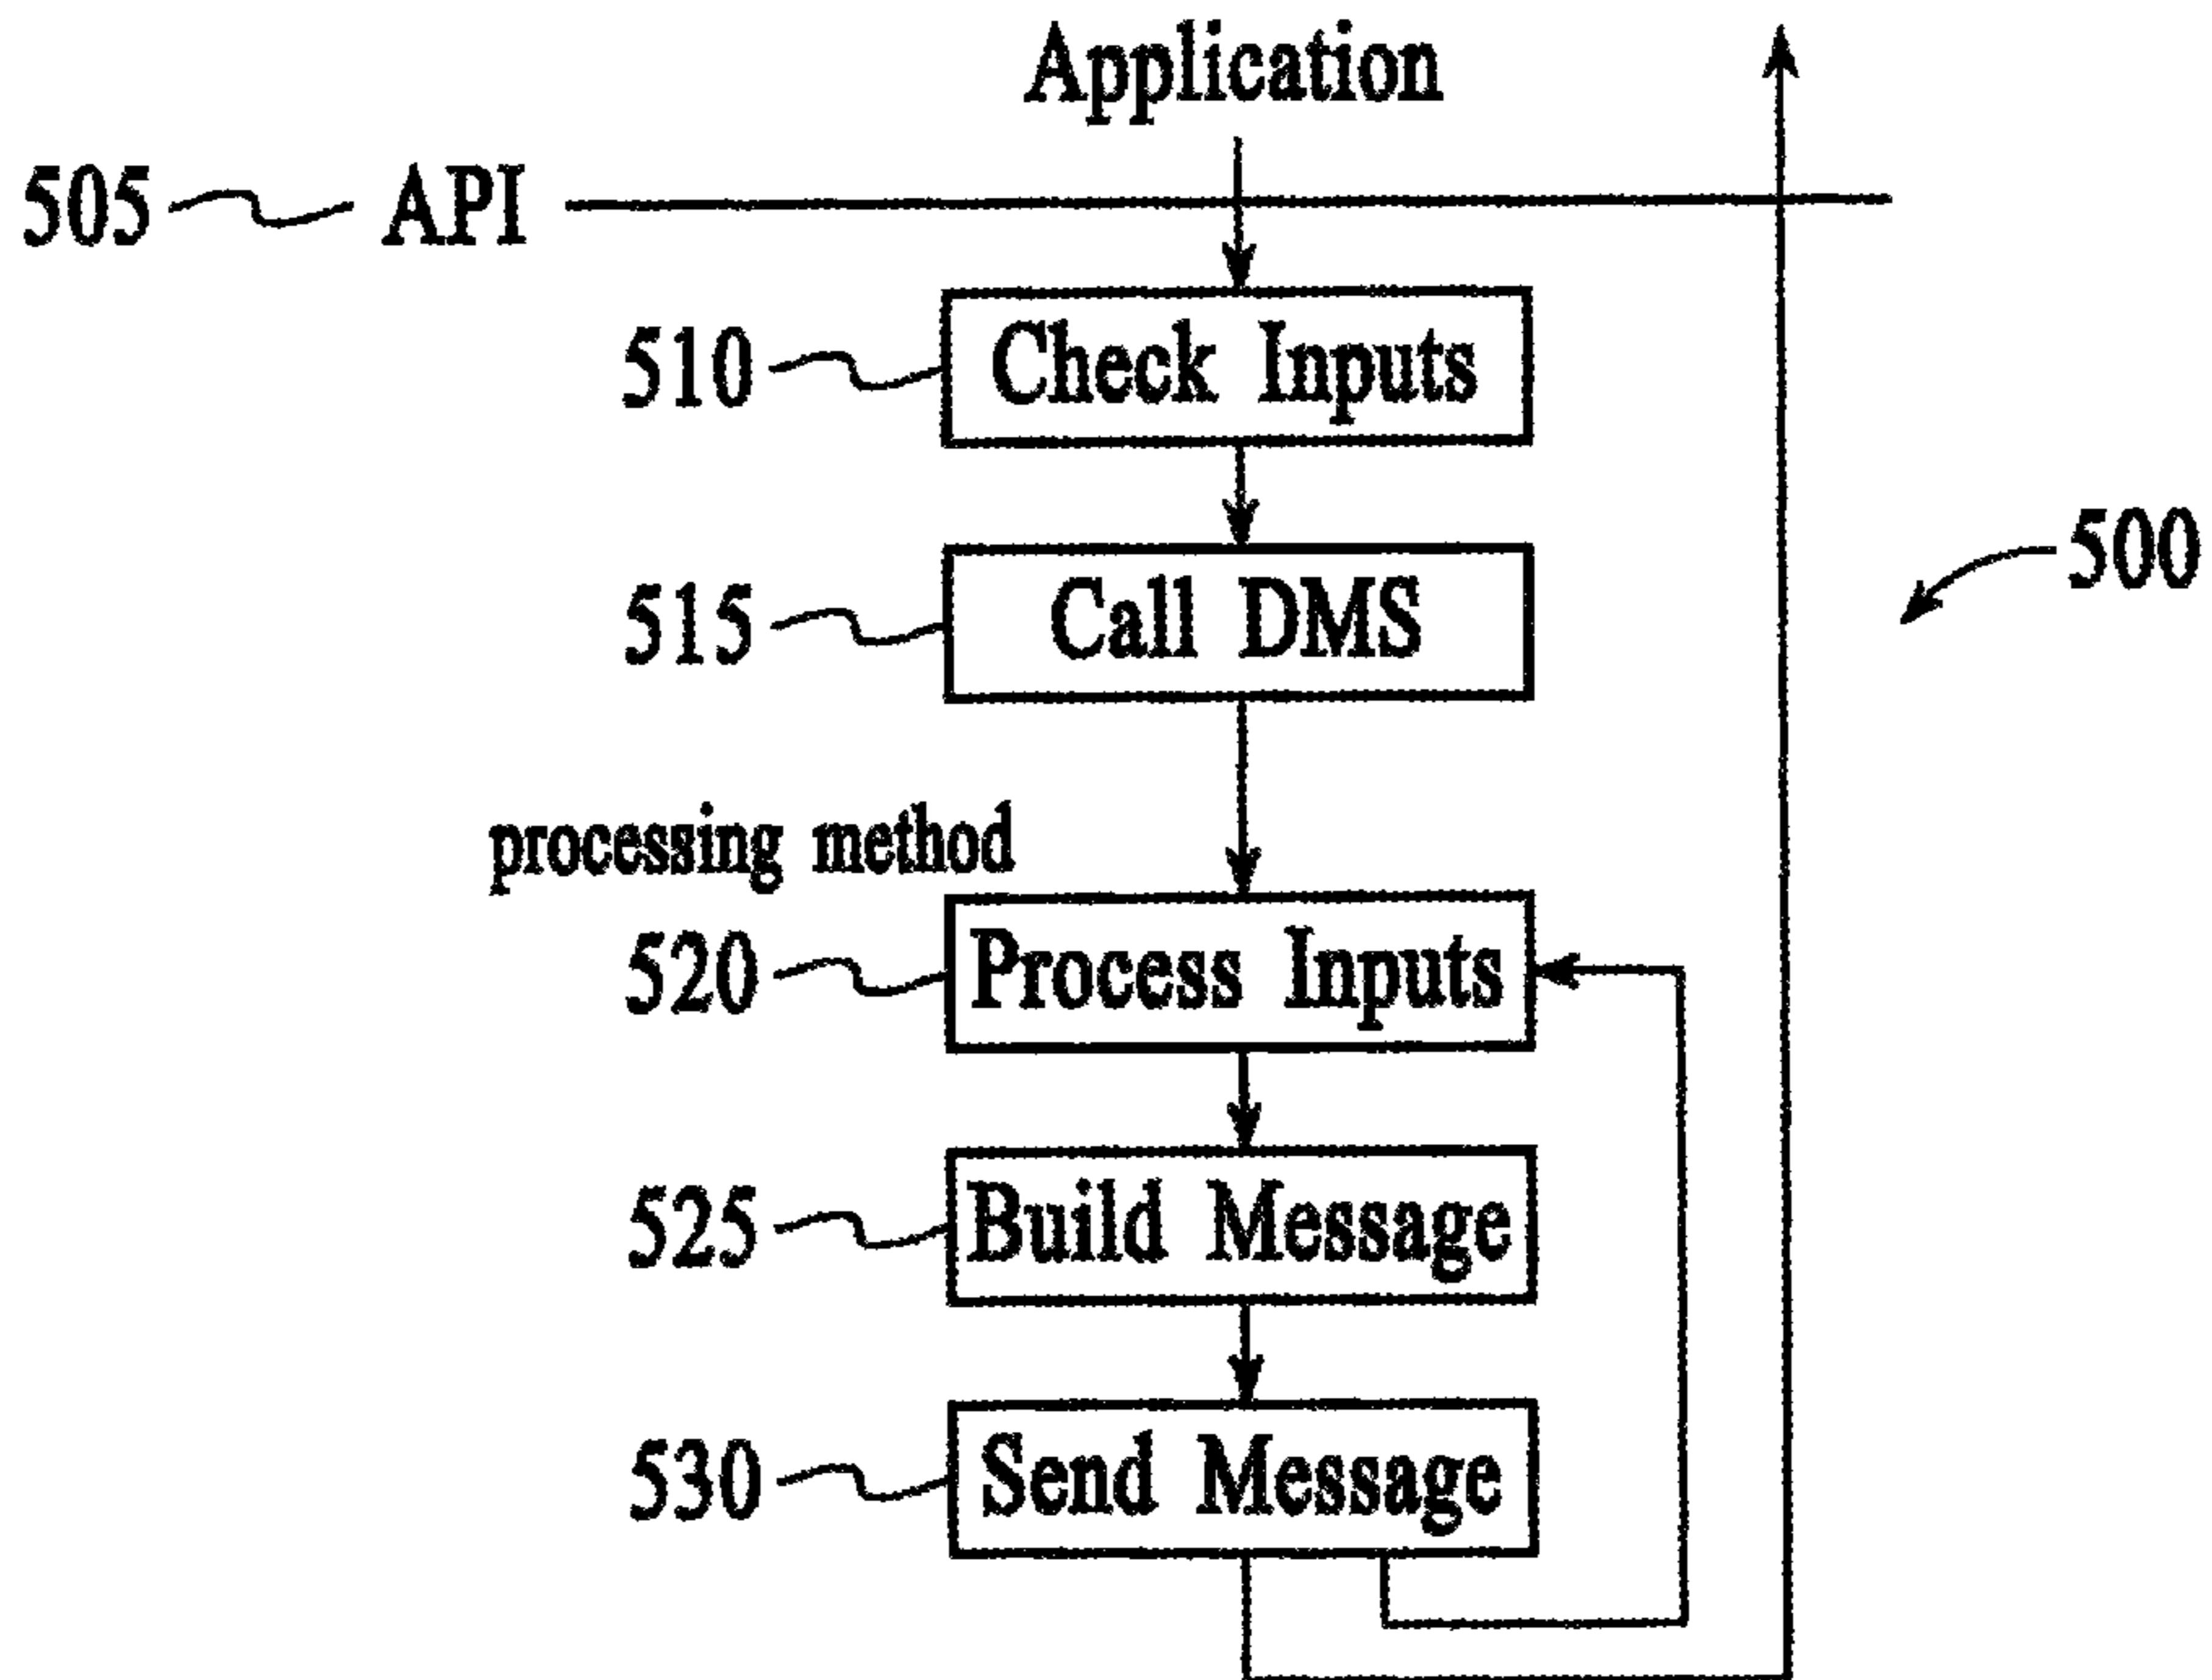 Application
505 API
510 Check Inputs
500
515 Call DMS
processing method
520 Process Inputs
525 Build Message
530 Send Message